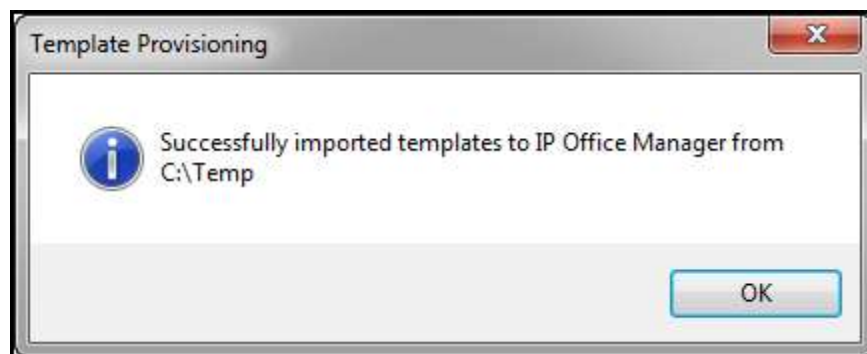 Template Provisioning
Successfully imported templates to IP Office Manager from
C:\Temp
OK